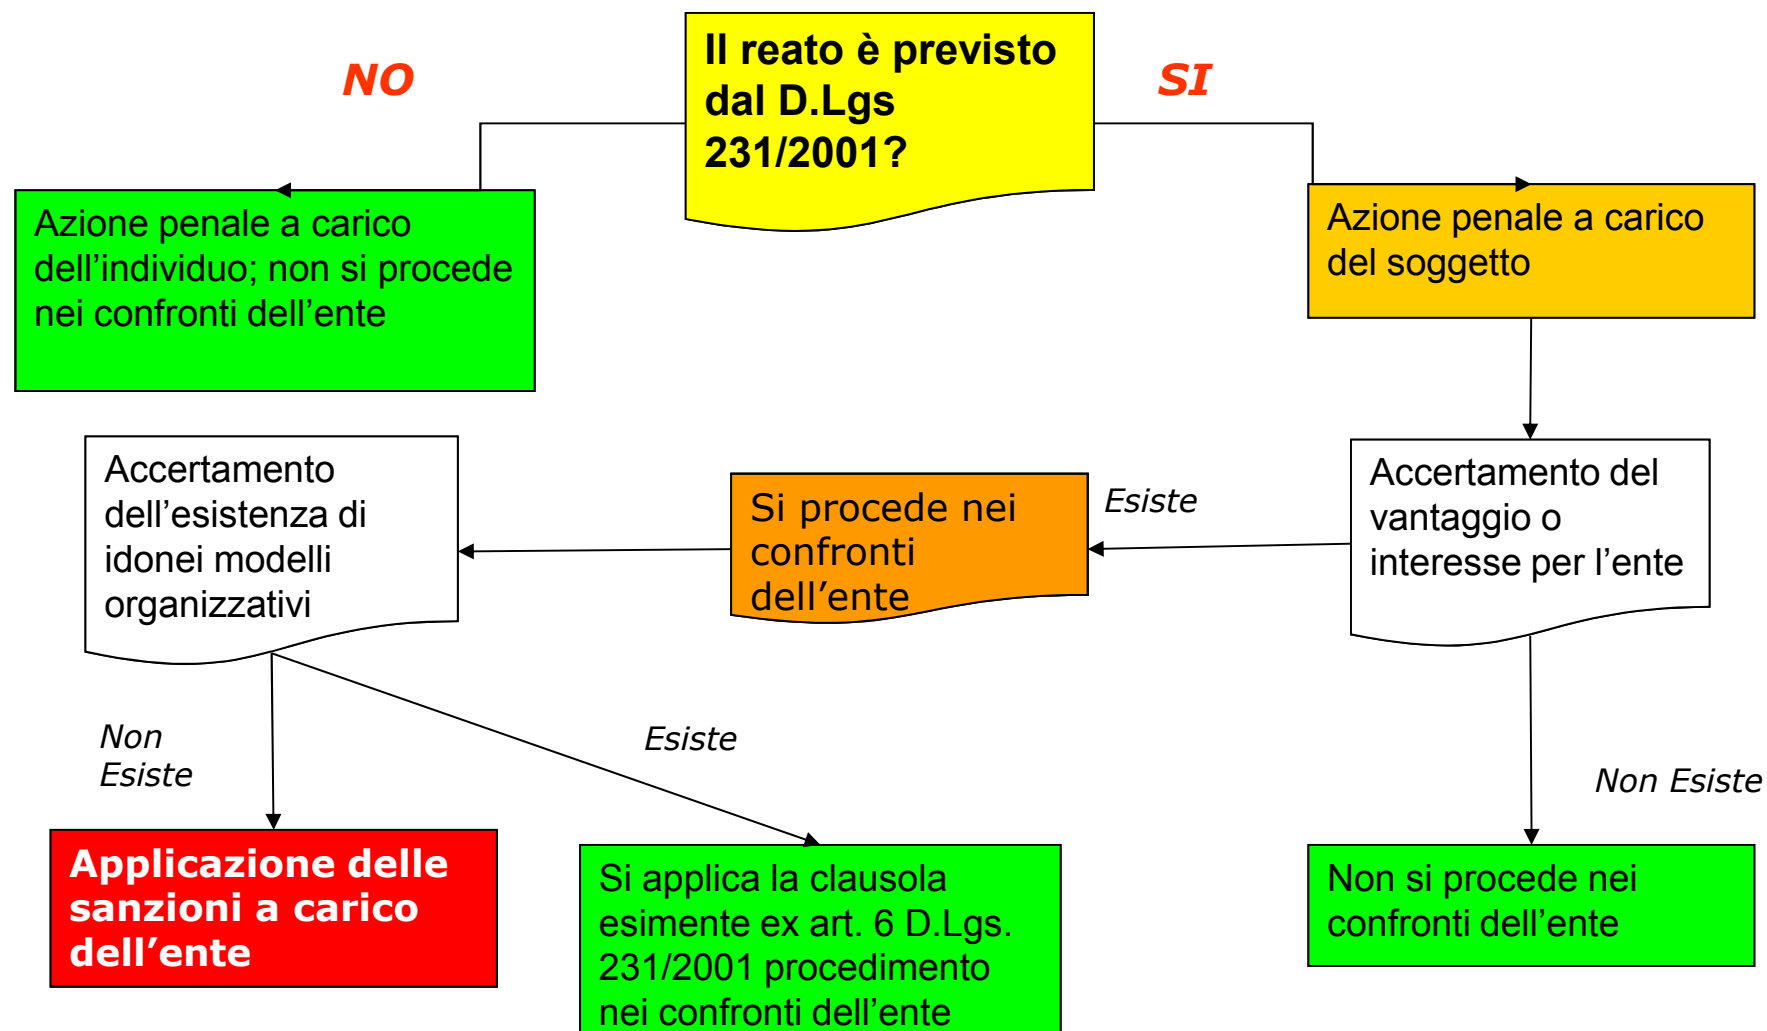 NO
Il reato è previsto
dal D.Lgs
231/2001?
SI
Azione penale a carico
dell’individuo; non si procede
nei confronti dell’ente
Azione penale a carico
del soggetto
Accertamento
dell’esistenza di
idonei modelli
organizzativi
Si procede nei
confronti
dell’ente
Esiste
Accertamento del
vantaggio o
interesse per l’ente
Non
Esiste
Esiste
Non Esiste
Applicazione delle
sanzioni a carico
dell’ente
Si applica la clausola
esimente ex art. 6 D.Lgs.
231/2001 procedimento
nei confronti dell’ente
Non si procede nei
confronti dell’ente